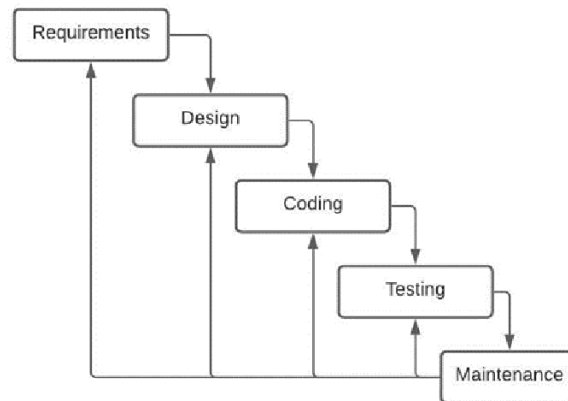 Requirements
Design
Coding
Testing
Maintenance